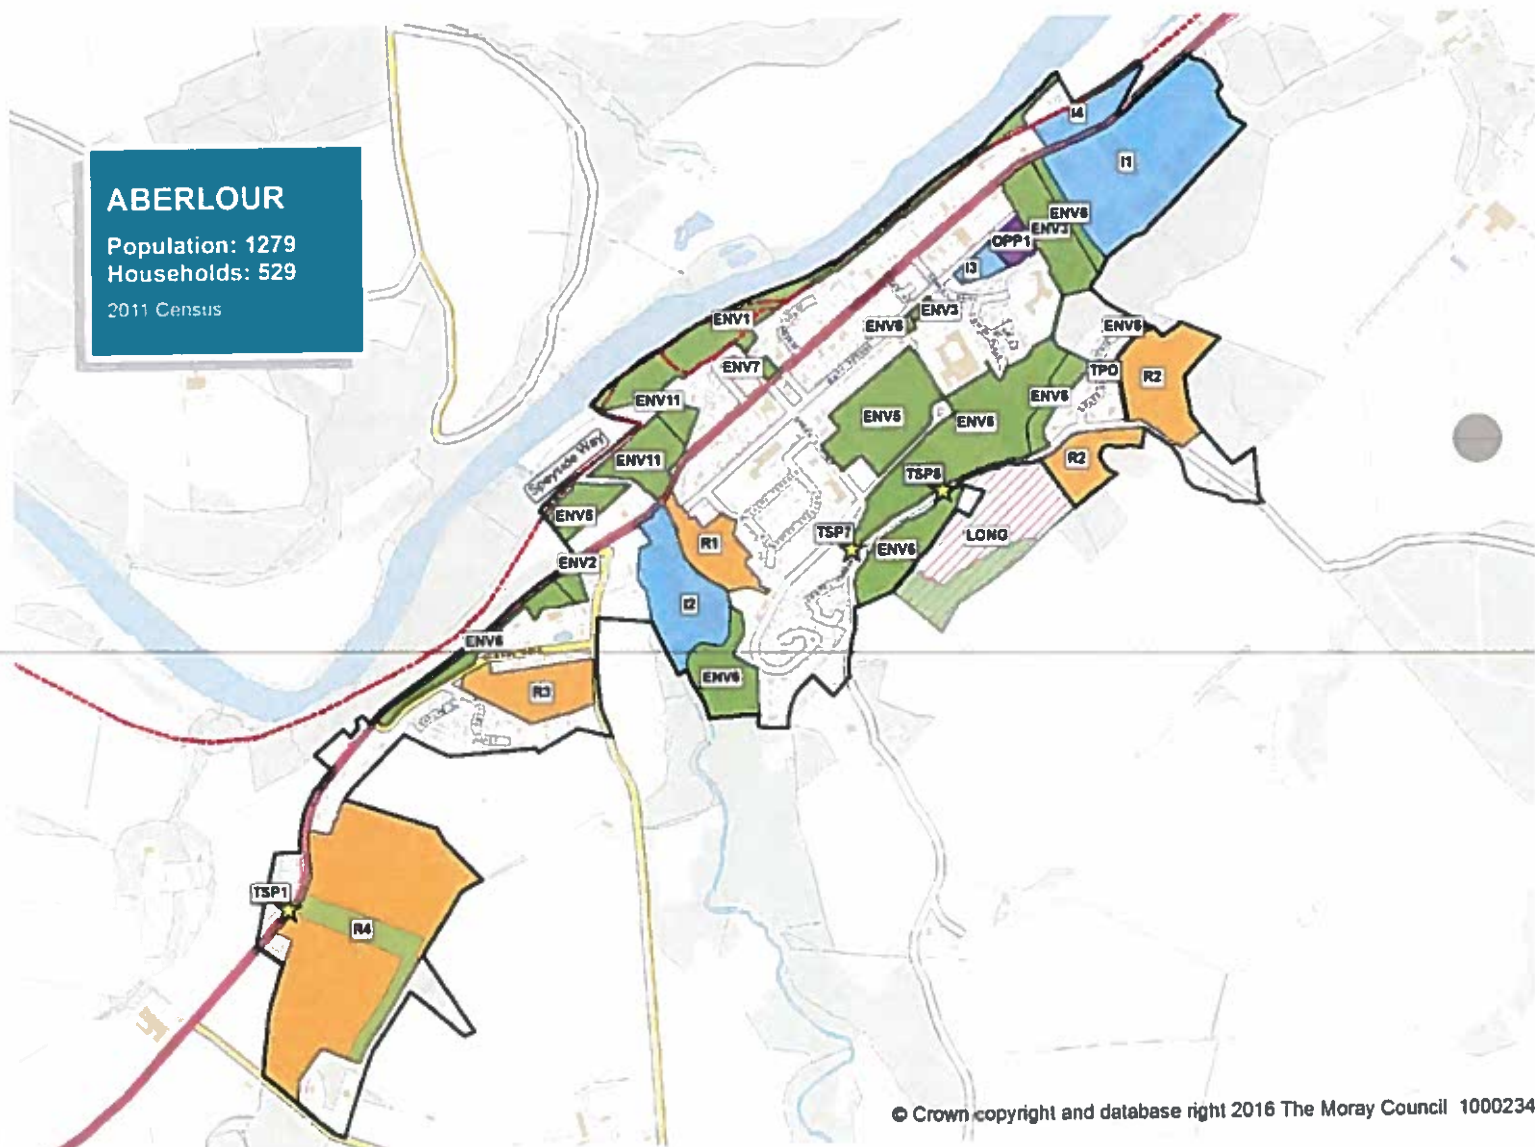 ABERLOUR
Population: 1279
Households: 529
2011 Census
I4
I1
ENV6
ENV3
OPP1
I3
ENV3
ENV6
ENV1
ENV6
ENV7
TPO
R2
ENV11
ENV6
ENV5
ENV6
Speyside Way
ENV11
R2
TSP8
ENV6
LONG
R1
TSP7
ENV6
ENV2
I2
ENV6
ENV6
R3
TSP1
R4
© Crown copyright and database right 2016 The Moray Council 1000234